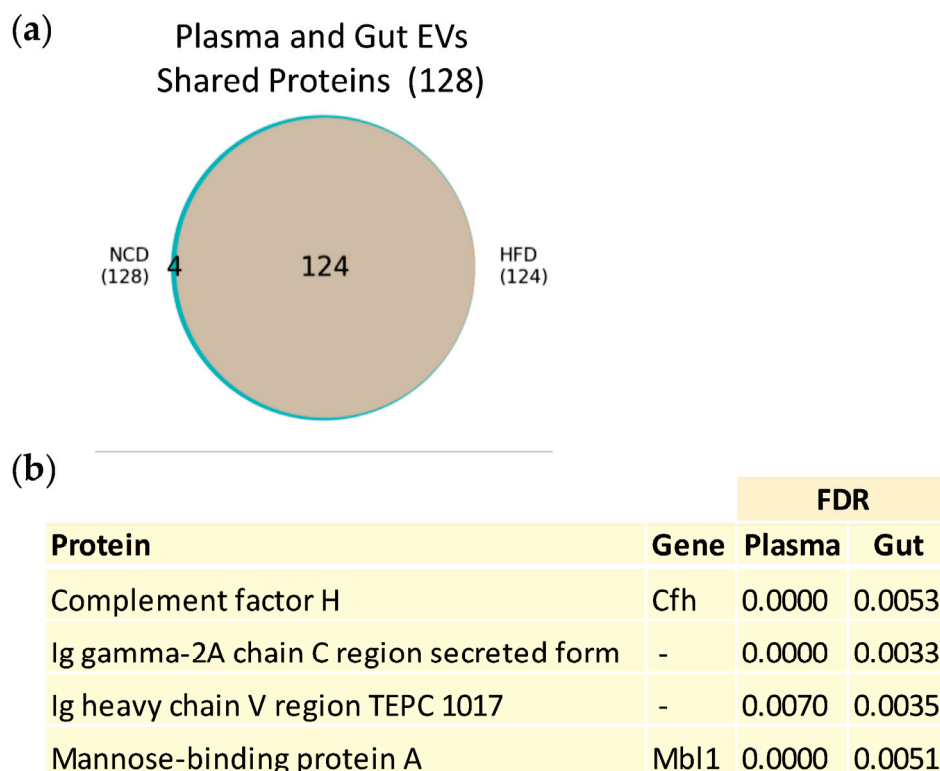 (a)
Plasma and Gut EVs
Shared Proteins (128)
NCD
(128)
4
124
HFD
(124)
(b)
FDR
Protein Gene Plasma Gut
Complement factor H Cfh 0.0000 0.0053
Ig gamma-2A chain C region secreted form - 0.0000 0.0033
Ig heavy chain V region TEPC 1017 - 0.0070 0.0035
Mannose-binding protein A Mbl1 0.0000 0.0051